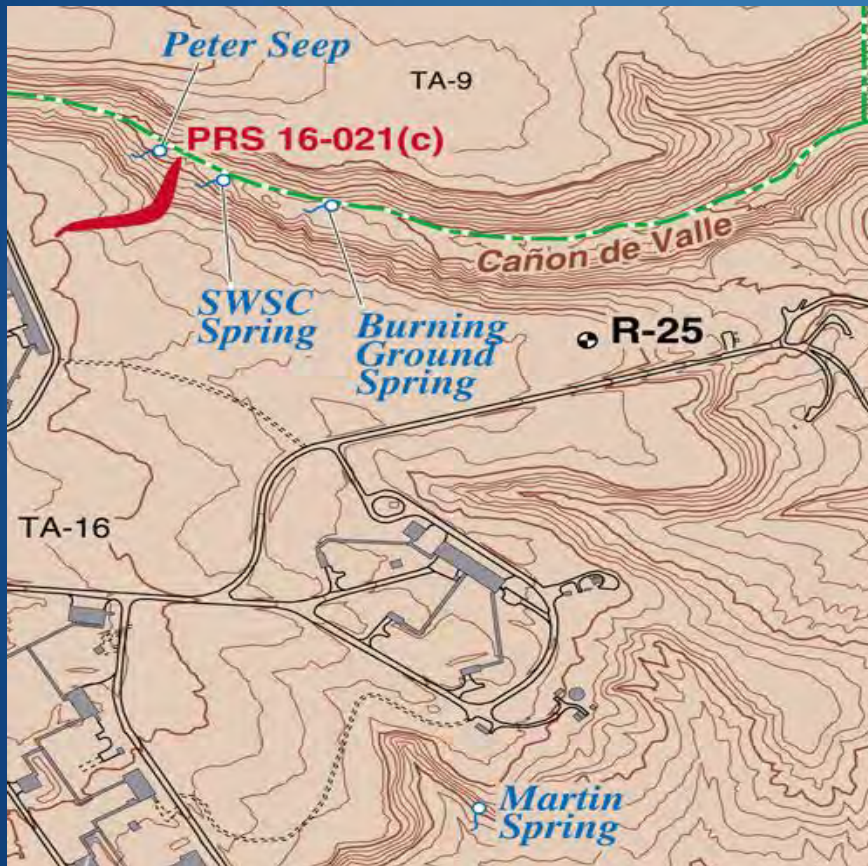 Peter Seep
TA-9
PRS 16-021(c)
Cañon de Valle
SWSC
Spring
Burning
Ground
Spring
R-25
TA-16
Martin
Spring